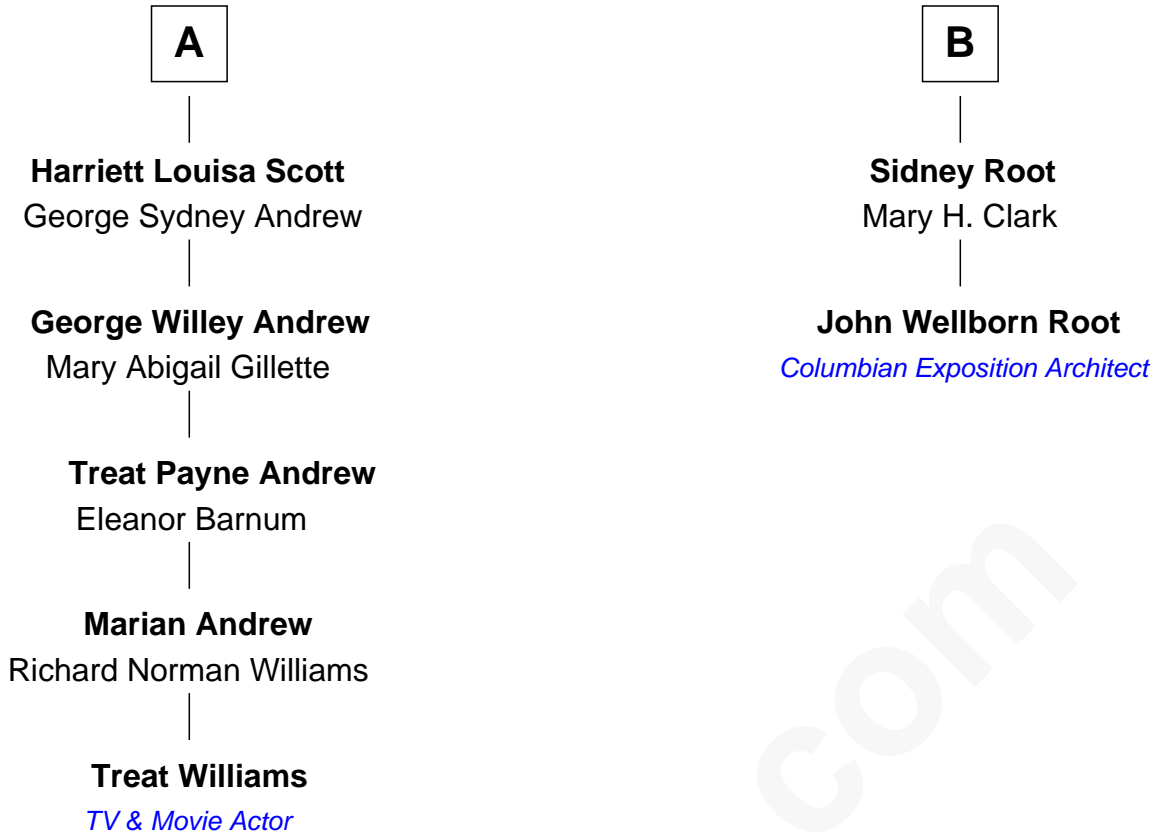 A
Harriett Louisa Scott
George Sydney Andrew
George Willey Andrew
Mary Abigail Gillette
Treat Payne Andrew
Eleanor Barnum
Marian Andrew
Richard Norman Williams
Treat Williams
TV & Movie Actor
B
Sidney Root
Mary H. Clark
John Wellborn Root
Columbian Exposition Architect
com